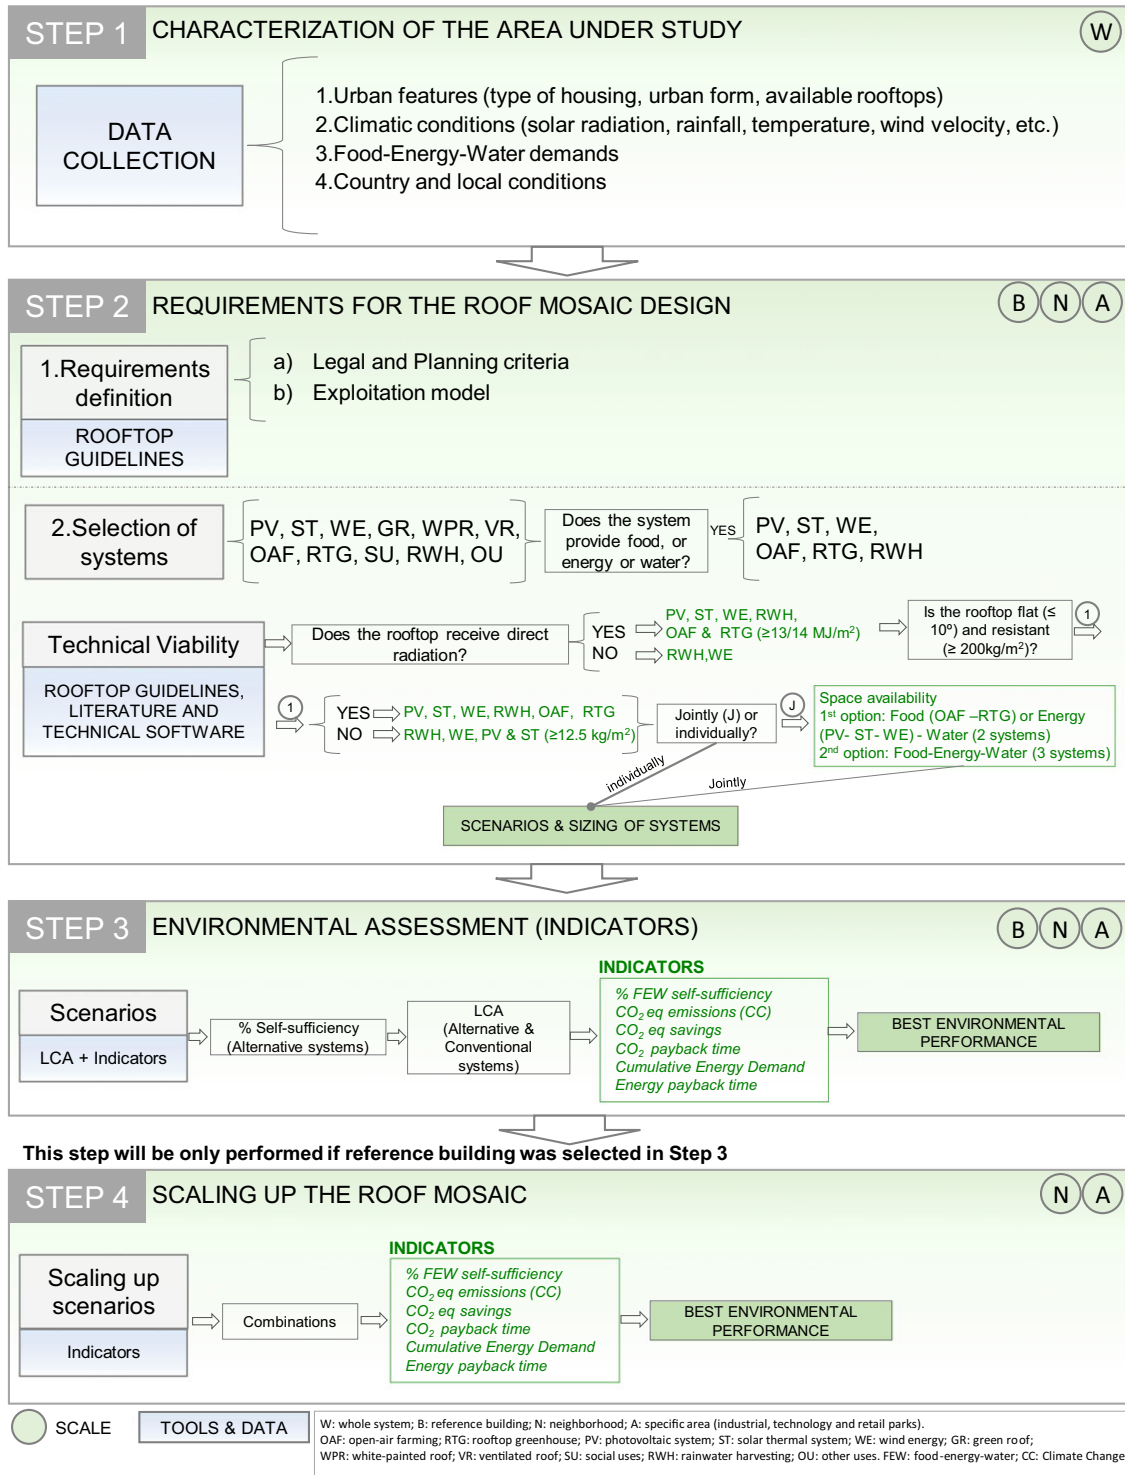 STEP 1
CHARACTERIZATION OF THE AREA UNDER STUDY
W
DATA
COLLECTION
1.Urban features (type of housing, urban form, available rooftops)
2.Climatic conditions (solar radiation, rainfall, temperature, wind velocity, etc.)
3.Food-Energy-Water demands
4.Country and local conditions
STEP 2
REQUIREMENTS FOR THE ROOF MOSAIC DESIGN
B N A
1.Requirements
definition
ROOFTOP
GUIDELINES
a) Legal and Planning criteria
b) Exploitation model
2.Selection of
systems
PV, ST, WE, GR, WPR, VR,
OAF, RTG, SU, RWH, OU
Does the system
provide food, or
energy or water?
YES
PV, ST, WE,
OAF, RTG, RWH
Technical Viability
ROOFTOP GUIDELINES,
LITERATURE AND
TECHNICAL SOFTWARE
Does the rooftop receive direct
radiation?
YES
PV, ST, WE, RWH,
OAF & RTG (≥13/14 MJ/m²)
NO
RWH,WE
Is the rooftop flat (≤
10º) and resistant
(≥ 200kg/m²)?
1
1
YES
PV, ST, WE, RWH, OAF, RTG
NO
RWH, WE, PV & ST (≥12.5 kg/m²)
Jointly (J) or
individually?
J
Space availability
1st option: Food (OAF –RTG) or Energy
(PV- ST- WE) - Water (2 systems)
2nd option: Food-Energy-Water (3 systems)
individually
Jointly
SCENARIOS & SIZING OF SYSTEMS
STEP 3
ENVIRONMENTAL ASSESSMENT (INDICATORS)
B N A
Scenarios
LCA + Indicators
% Self-sufficiency
(Alternative systems)
LCA
(Alternative &
Conventional
systems)
INDICATORS
% FEW self-sufficiency
CO2 eq emissions (CC)
CO2 eq savings
CO2 payback time
Cumulative Energy Demand
Energy payback time
BEST ENVIRONMENTAL
PERFORMANCE
This step will be only performed if reference building was selected in Step 3
STEP 4
SCALING UP THE ROOF MOSAIC
N A
Scaling up
scenarios
Indicators
Combinations
INDICATORS
% FEW self-sufficiency
CO2 eq emissions (CC)
CO2 eq savings
CO2 payback time
Cumulative Energy Demand
Energy payback time
BEST ENVIRONMENTAL
PERFORMANCE
SCALE
TOOLS & DATA
W: whole system; B: reference building; N: neighborhood; A: specific area (industrial, technology and retail parks).
OAF: open-air farming; RTG: rooftop greenhouse; PV: photovoltaic system; ST: solar thermal system; WE: wind energy; GR: green roof;
WPR: white-painted roof; VR: ventilated roof; SU: social uses; RWH: rainwater harvesting; OU: other uses. FEW: food-energy-water; CC: Climate Change